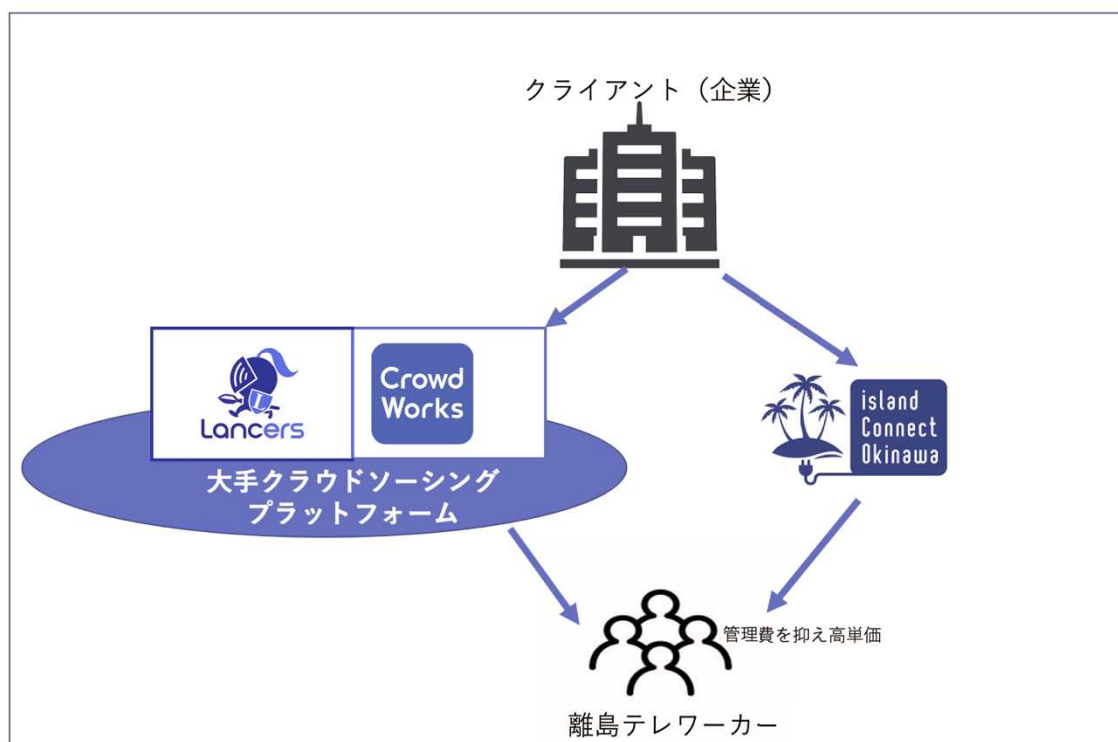 クライアント（企業）
L
Lancers
Crowd
Works
大手クラウドソーシング
プラットフォーム
island
Connect
Okinawa
管理費を抑え高単価
離島テレワーカー